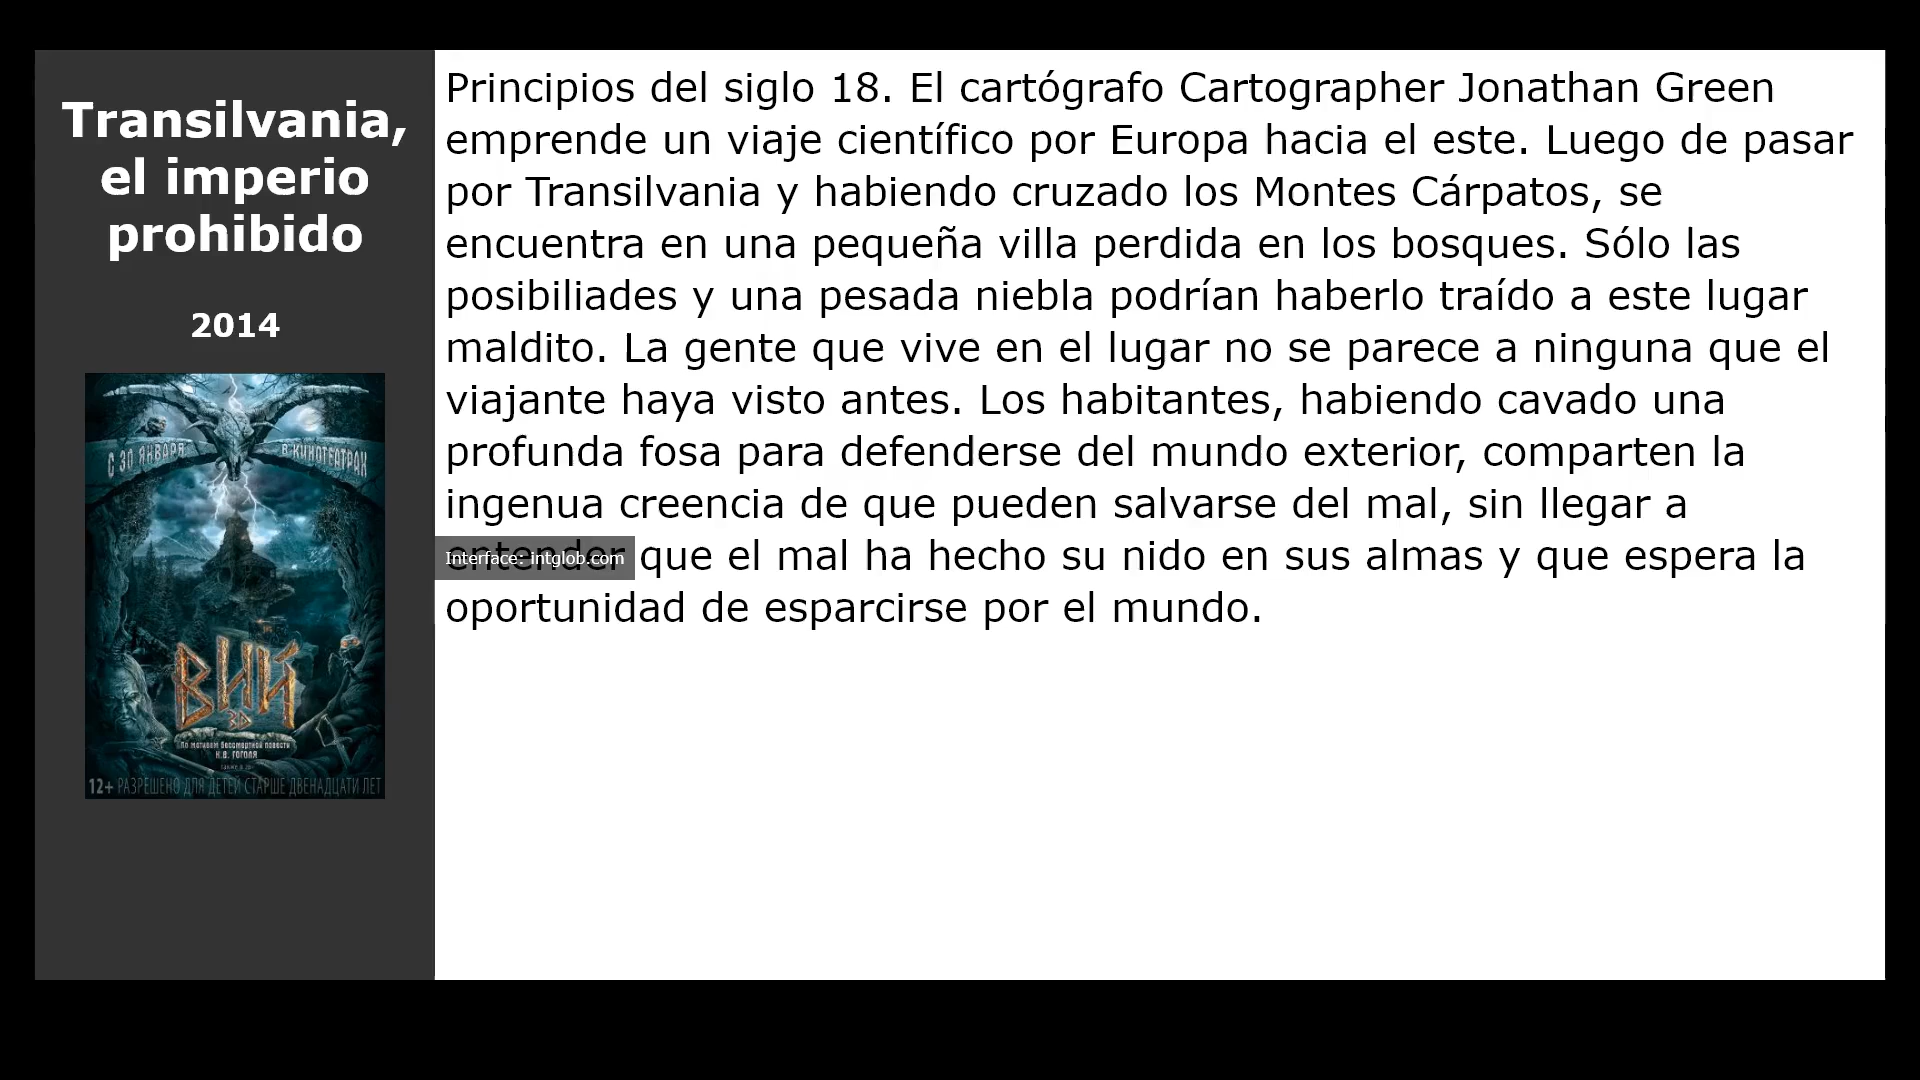 Transilvania,
el imperio
prohibido
2014
С 30 ЯНВАРЯ
В КИНОТЕАТРАХ
ВИЙ
3D
По мотивам бессмертной повести
Н.В. ГОГОЛЯ
12+ РАЗРЕШЕНО ДЛЯ ДЕТЕЙ СТАРШЕ ДВЕНАДЦАТИ ЛЕТ
Principios del siglo 18. El cartógrafo Cartographer Jonathan Green
emprende un viaje científico por Europa hacia el este. Luego de pasar
por Transilvania y habiendo cruzado los Montes Cárpatos, se
encuentra en una pequeña villa perdida en los bosques. Sólo las
posibiliades y una pesada niebla podrían haberlo traído a este lugar
maldito. La gente que vive en el lugar no se parece a ninguna que el
viajante haya visto antes. Los habitantes, habiendo cavado una
profunda fosa para defenderse del mundo exterior, comparten la
ingenua creencia de que pueden salvarse del mal, sin llegar a
entender que el mal ha hecho su nido en sus almas y que espera la
Interface: intglob.com
oportunidad de esparcirse por el mundo.